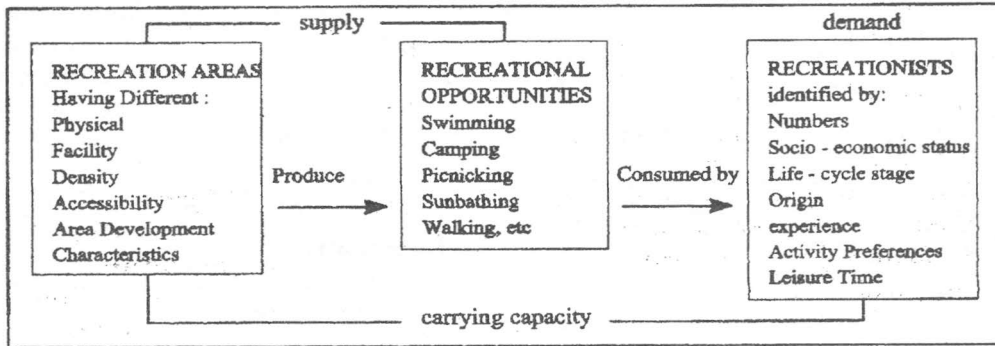 supply
demand
RECREATION AREAS
Having Different :
Physical
Facility
Density
Accessibility
Area Development
Characteristics
Produce
RECREATIONAL
OPPORTUNITIES
Swimming
Camping
Picnicking
Sunbathing
Walking, etc
Consumed by
RECREATIONISTS
identified by:
Numbers
Socio - economic status
Life - cycle stage
Origin
experience
Activity Preferences
Leisure Time
carrying capacity